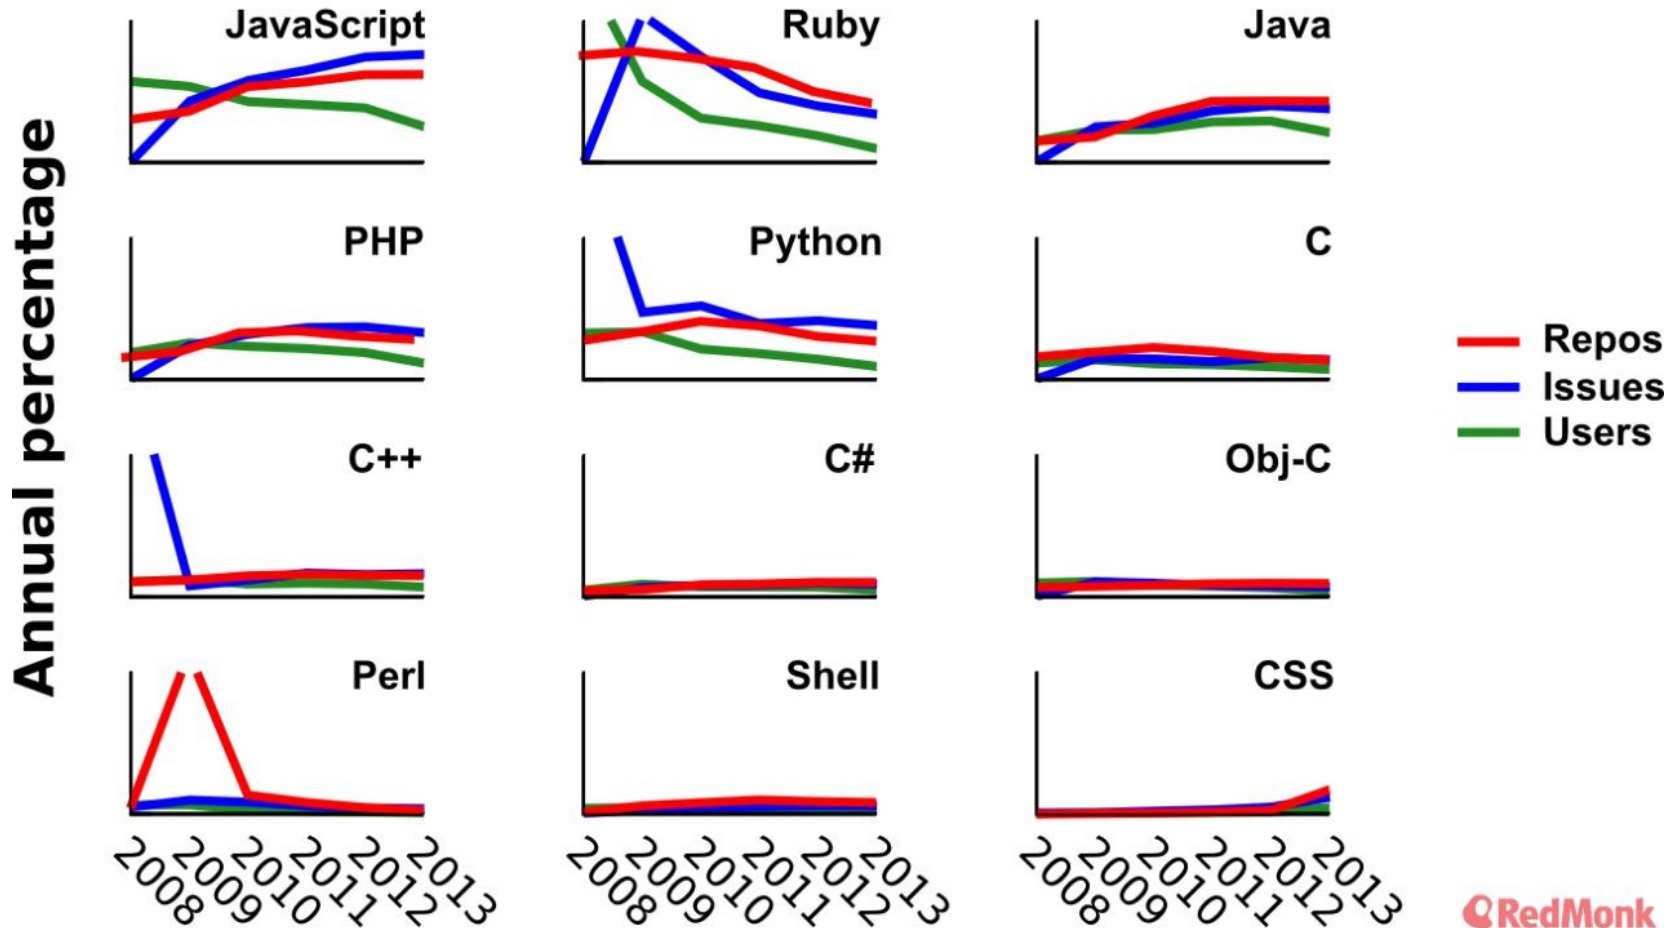 Annual percentage
JavaScript
Ruby
Java
PHP
Python
C
C++
C#
Obj-C
Perl
Shell
CSS
Repos
Issues
Users
2008 2009 2010 2011 2012 2013
2008 2009 2010 2011 2012 2013
2008 2009 2010 2011 2012 2013
RedMonk